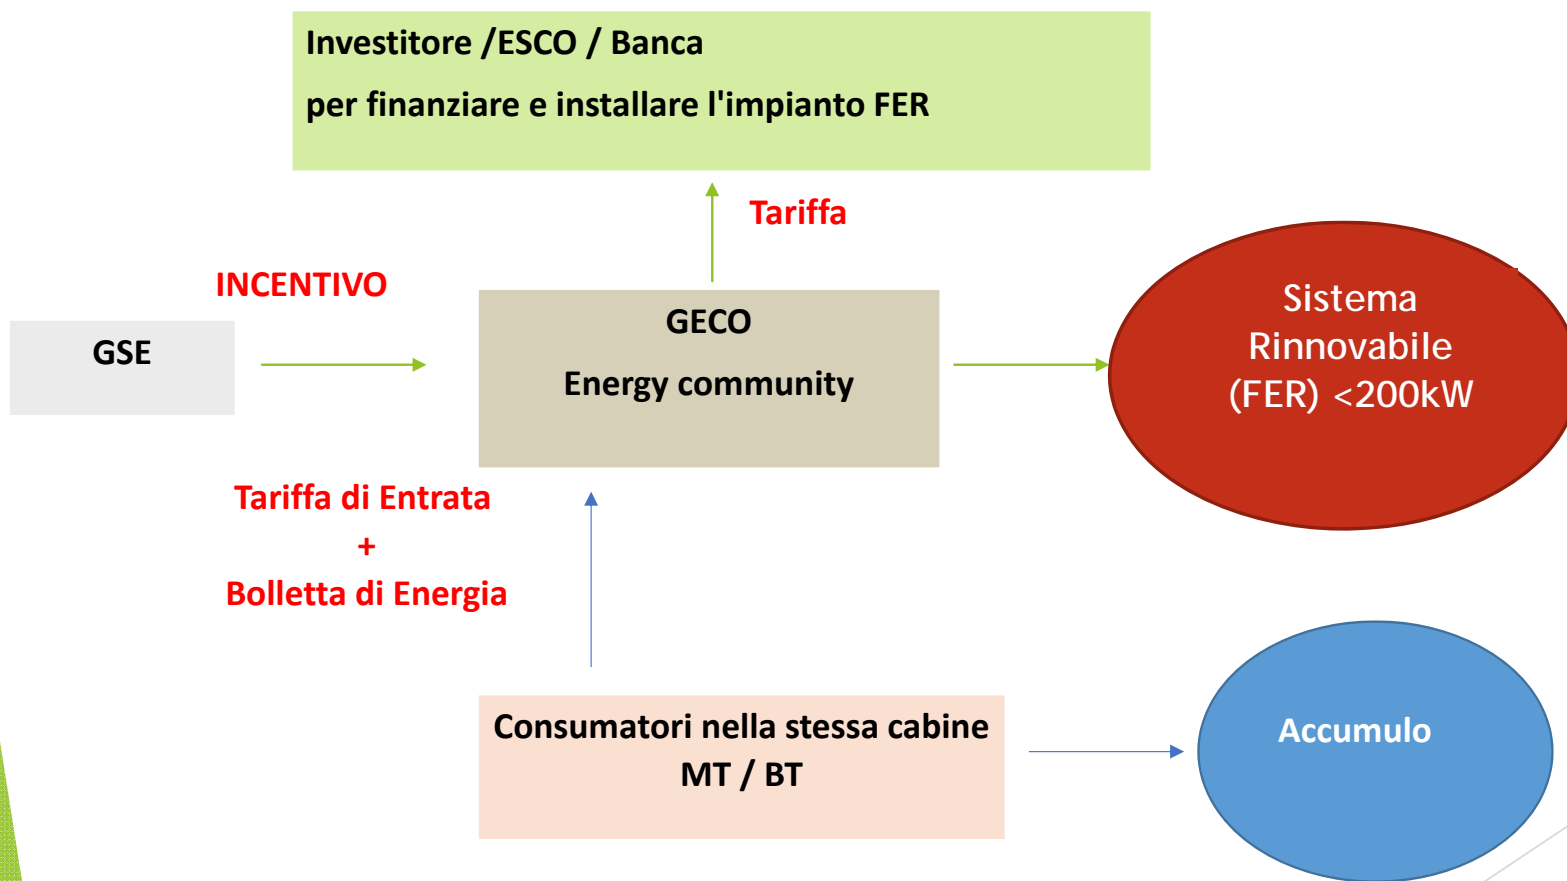 Investitore /ESCO / Banca
per finanziare e installare l'impianto FER
Tariffa
INCENTIVO
GSE
GECO
Energy community
Sistema
Rinnovabile
(FER) <200kW
Tariffa di Entrata
+
Bolletta di Energia
Consumatori nella stessa cabine
MT / BT
Accumulo